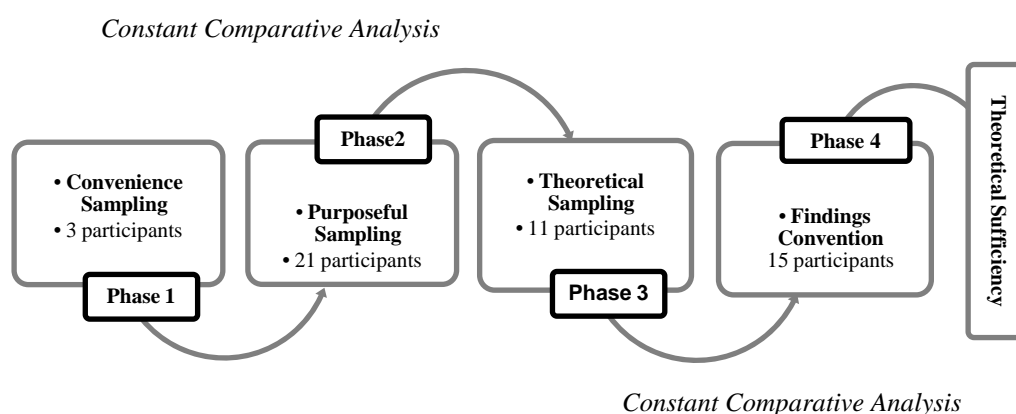 Constant Comparative Analysis
• Convenience
Sampling
• 3 participants
Phase 1
Phase2
• Purposeful
Sampling
• 21 participants
• Theoretical
Sampling
• 11 participants
Phase 3
Phase 4
• Findings
Convention
15 participants
Theoretical Sufficiency
Constant Comparative Analysis